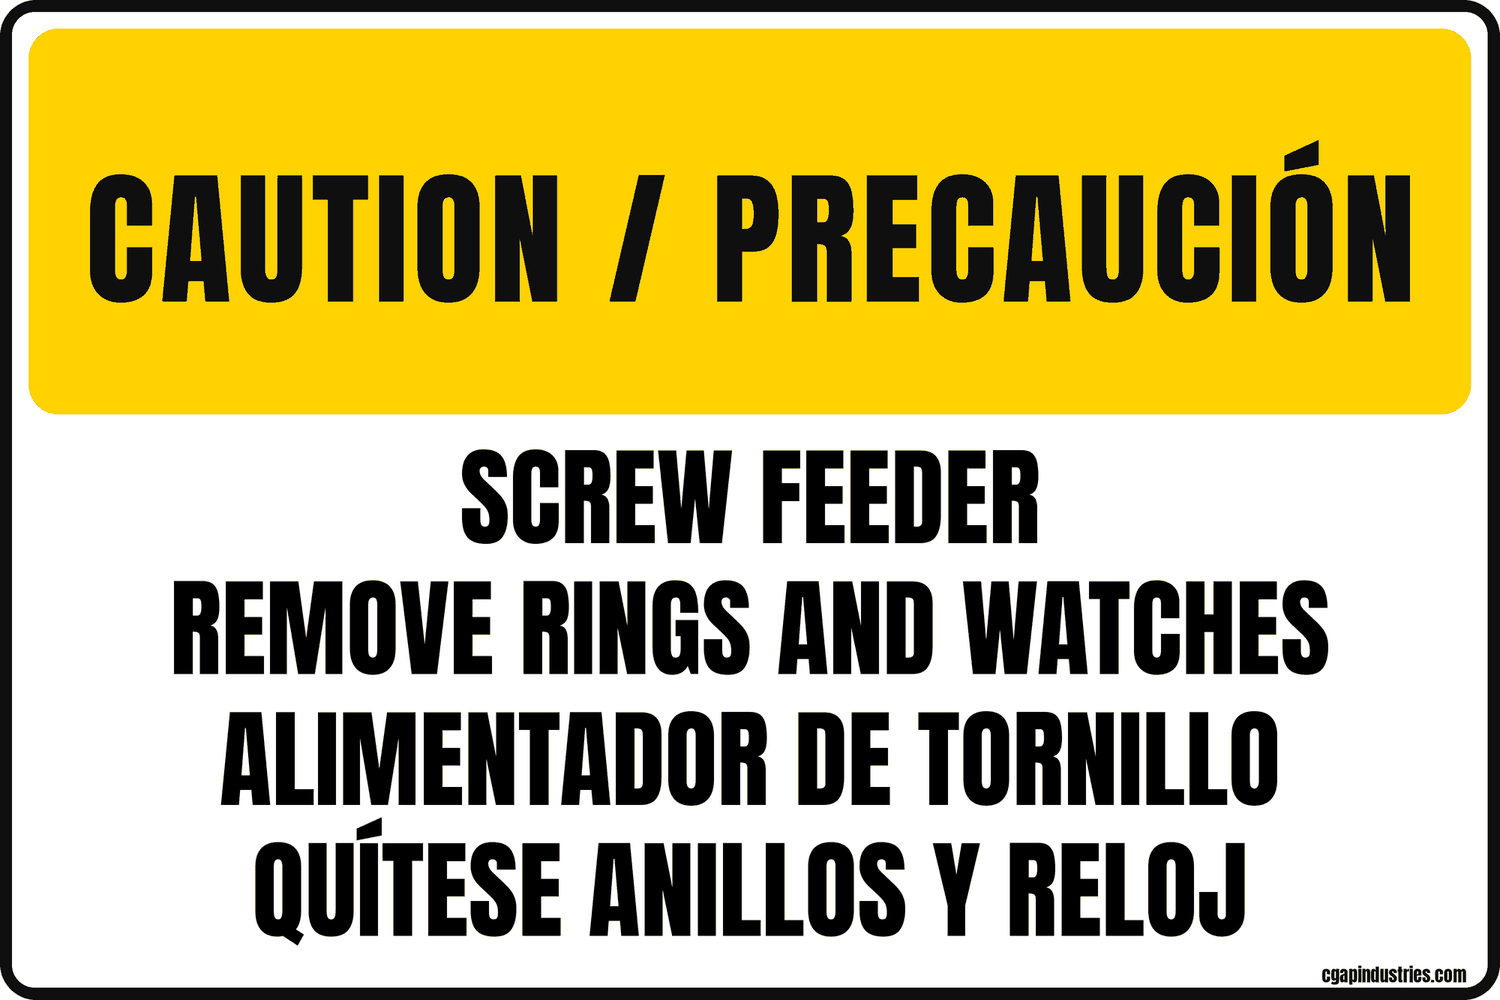 CAUTION / PRECAUCIÓN
SCREW FEEDER
REMOVE RINGS AND WATCHES
ALIMENTADOR DE TORNILLO
QUÍTESE ANILLOS Y RELOJ
cgapindustries.com